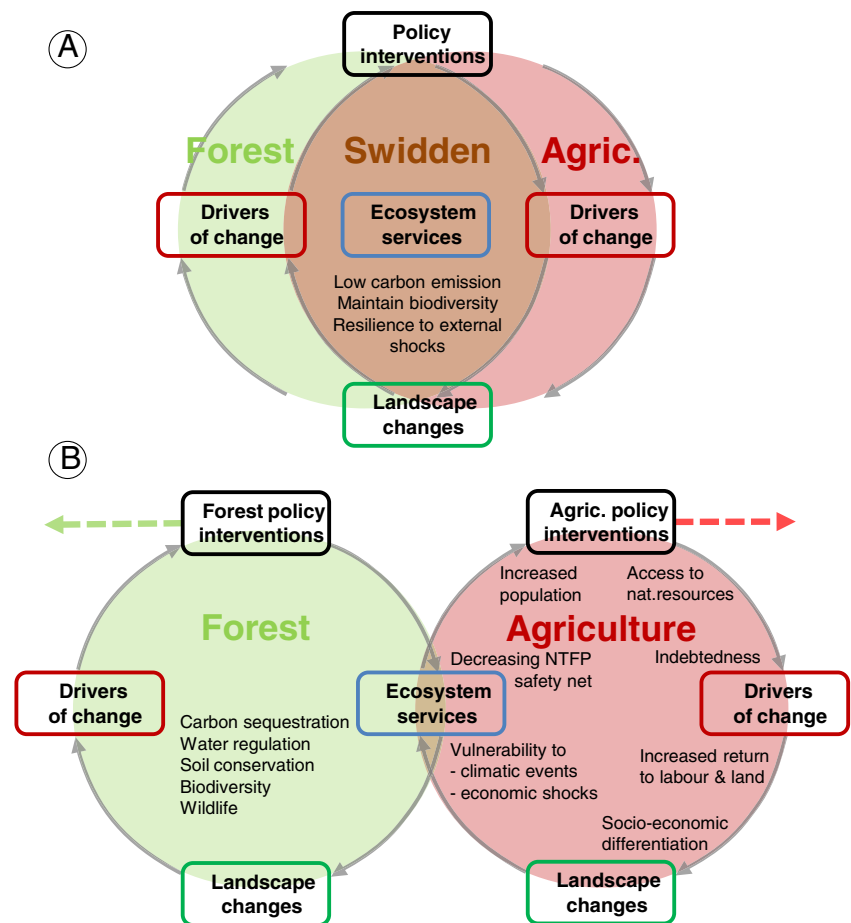 A
Policy
interventions
Forest
Swidden
Agric.
Drivers
of change
Ecosystem
services
Drivers
of change
Low carbon emission
Maintain biodiversity
Resilience to external
shocks
Landscape
changes
B
Forest policy
interventions
Agric. policy
interventions
Increased
population
Access to
nat.resources
Forest
Agriculture
Decreasing NTFP
safety net
Indebtedness
Drivers
of change
Ecosystem
services
Drivers
of change
Carbon sequestration
Water regulation
Soil conservation
Biodiversity
Wildlife
Vulnerability to
- climatic events
- economic shocks
Increased return
to labour & land
Socio-economic
differentiation
Landscape
changes
Landscape
changes